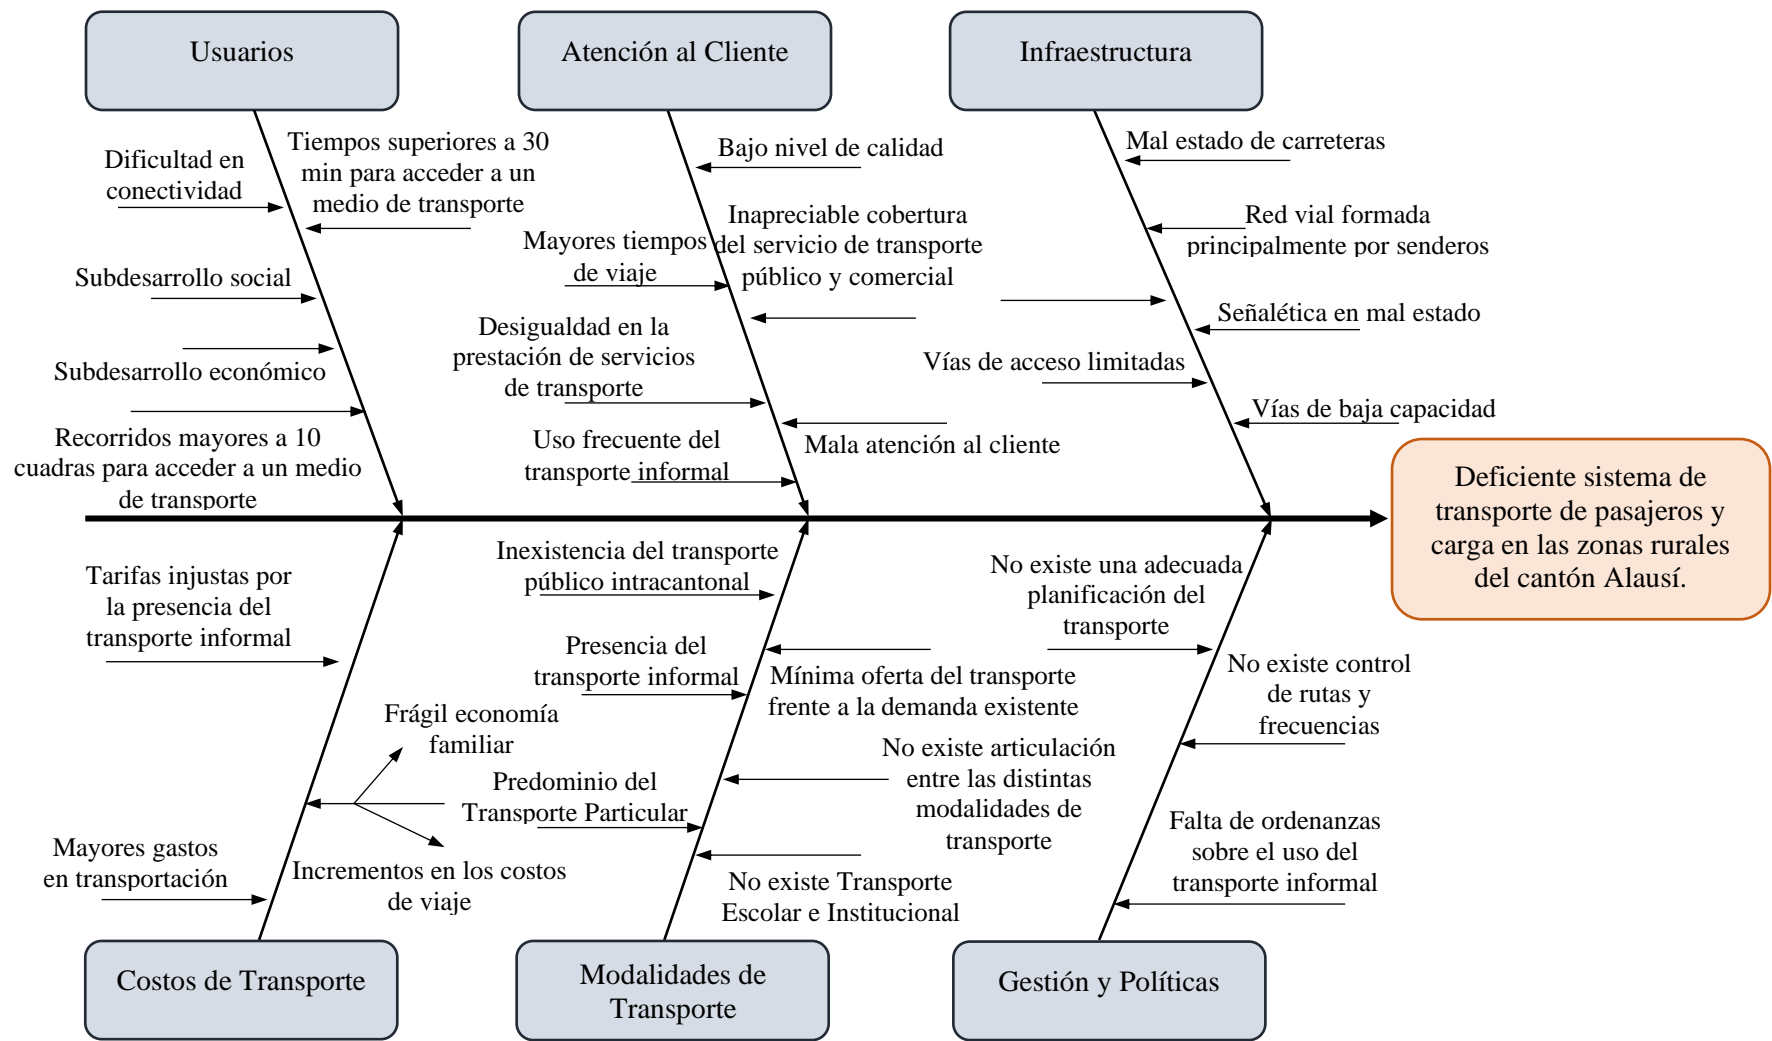 Usuarios
Atención al Cliente
Infraestructura
Dificultad en
conectividad
Tiempos superiores a 30
min para acceder a un
medio de transporte
Subdesarrollo social
Subdesarrollo económico
Recorridos mayores a 10
cuadras para acceder a un medio
de transporte
Bajo nivel de calidad
Mayores tiempos
de viaje
Inapreciable cobertura
del servicio de transporte
público y comercial
Desigualdad en la
prestación de servicios
de transporte
Uso frecuente del
transporte informal
Mala atención al cliente
Mal estado de carreteras
Red vial formada
principalmente por senderos
Señalética en mal estado
Vías de acceso limitadas
Vías de baja capacidad
Deficiente sistema de
transporte de pasajeros y
carga en las zonas rurales
del cantón Alausí.
Tarifas injustas por
la presencia del
transporte informal
Frágil economía
familiar
Mayores gastos
en transportación
Incrementos en los costos
de viaje
Inexistencia del transporte
público intracantonal
Presencia del
transporte informal
Mínima oferta del transporte
frente a la demanda existente
Predominio del
Transporte Particular
No existe articulación
entre las distintas
modalidades de
transporte
No existe Transporte
Escolar e Institucional
No existe una adecuada
planificación del
transporte
No existe control
de rutas y
frecuencias
Falta de ordenanzas
sobre el uso del
transporte informal
Costos de Transporte
Modalidades de
Transporte
Gestión y Políticas